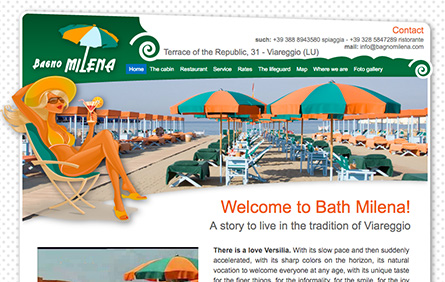 Contact
such: +39 388 8943580 spiaggia - +39 328 5847289 ristorante
mail: info@bagnomilena.com
Terrace of the Republic, 31 - Viareggio (LU)
Bagno MILENA
Home The cabin Restaurant Service Rates The lifeguard Map Where we are Foto gallery
Welcome to Bath Milena!
A story to live in the tradition of Viareggio
There is a love Versilia. With its slow pace and then suddenly
accelerated, with its sharp colors on the horizon, its natural
vocation to welcome everyone at any age, with its unique taste
for the finer things, for the informality, for the smile, for the joy